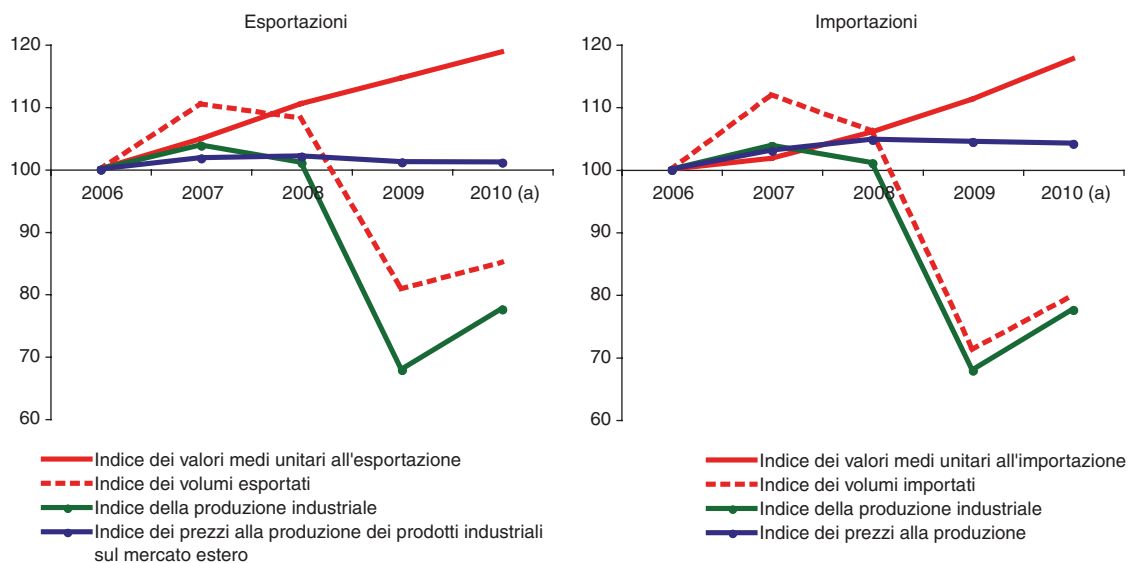 Esportazioni
120
110
100
90
80
70
60
2006 2007 2008 2009 2010 (a)
Indice dei valori medi unitari all'esportazione
Indice dei volumi esportati
Indice della produzione industriale
Indice dei prezzi alla produzione dei prodotti industriali
sul mercato estero
Importazioni
120
110
100
90
80
70
60
2006 2007 2008 2009 2010 (a)
Indice dei valori medi unitari all'importazione
Indice dei volumi importati
Indice della produzione industriale
Indice dei prezzi alla produzione